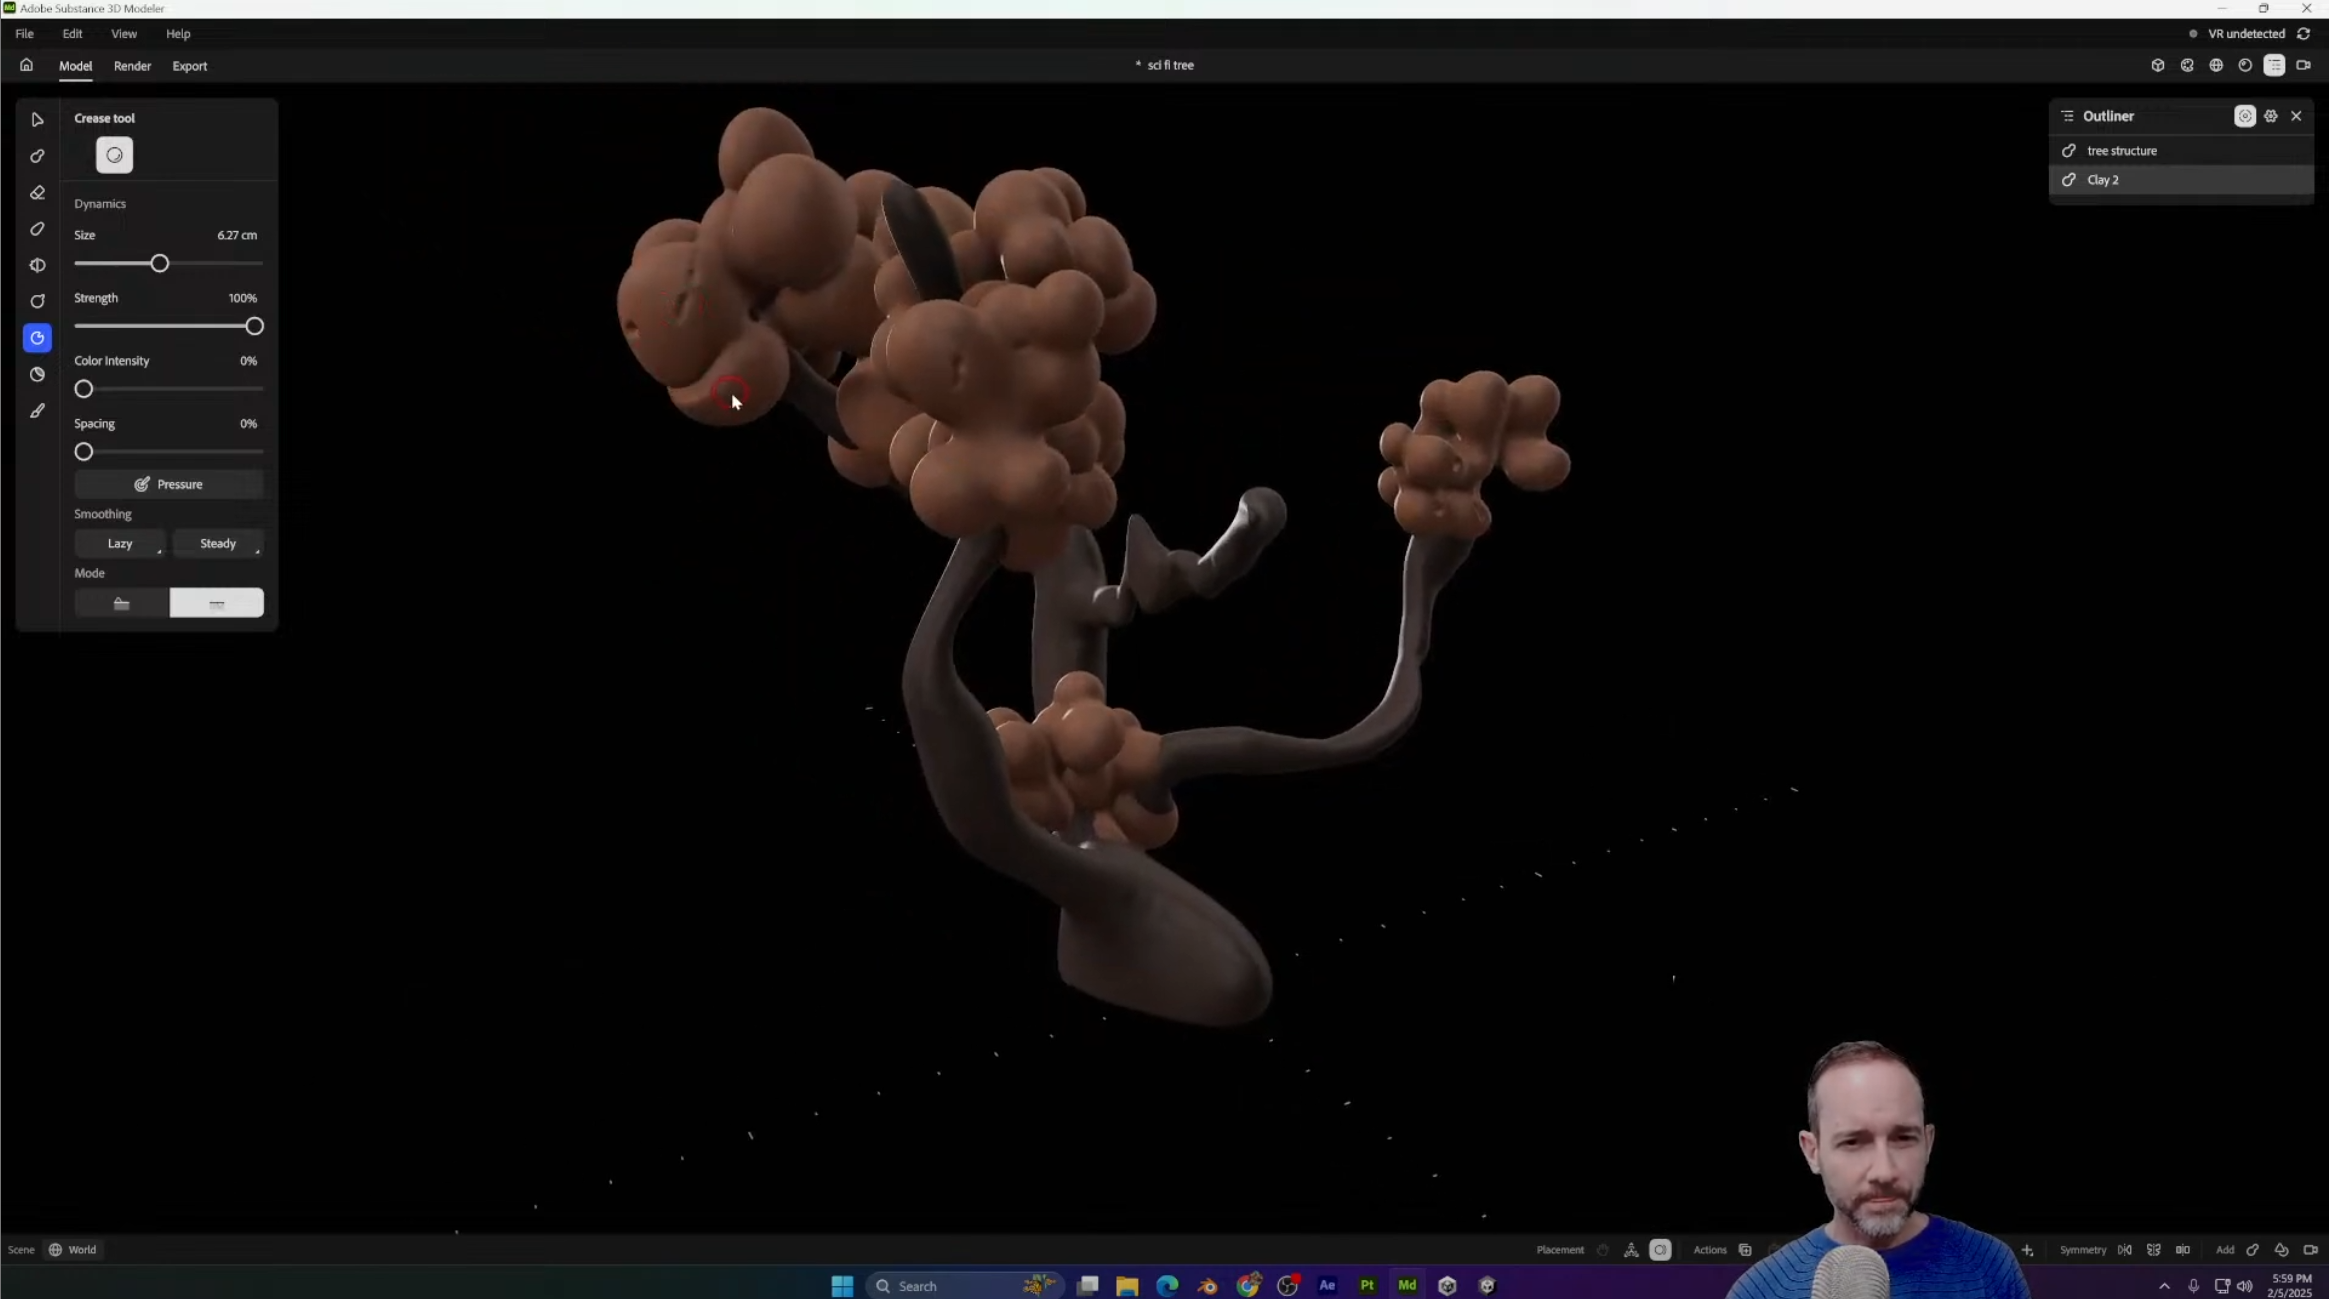 Adobe Substance 3D Modeler
File Edit View Help
VR undetected
Model Render Export
* sci fi tree
Crease tool
Dynamics
Size 6.27 cm
Strength 100%
Color Intensity 0%
Spacing 0%
Pressure
Smoothing
Lazy Steady
Mode
Outliner
tree structure
Clay 2
Scene World
Placement Actions Symmetry Add
Search
Ae Pt Md
5:59 PM
2/5/2025